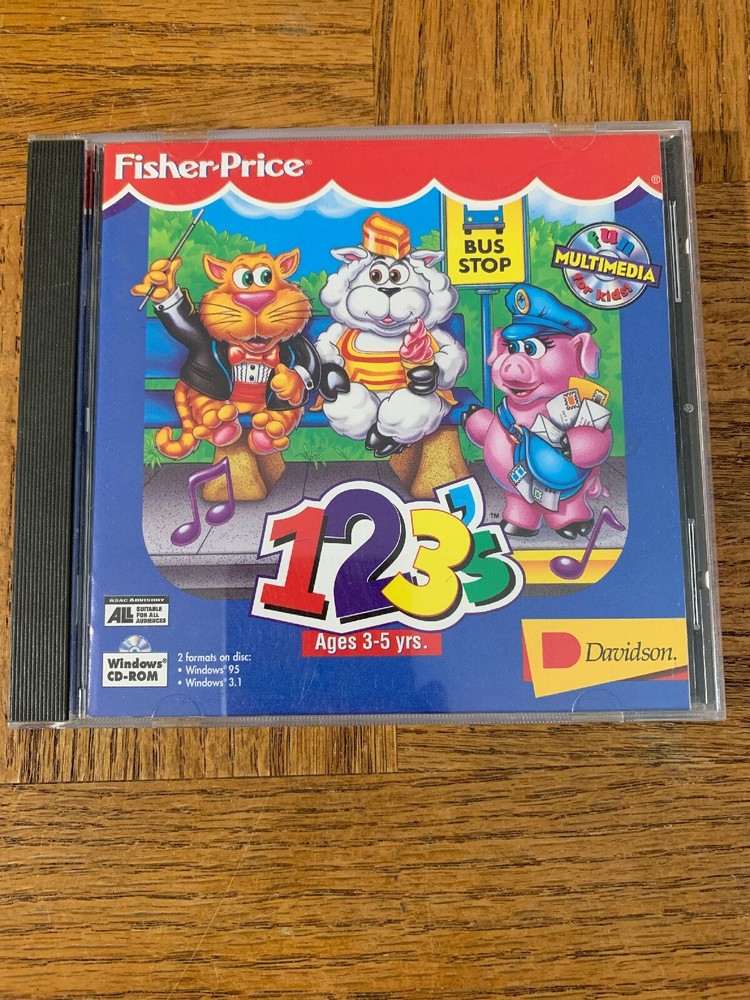 Fisher-Price®
®
BUS
STOP
fun
MULTIMEDIA
for kids!
123's™
Ages 3-5 yrs.
RSAC ADVISORY
ALL SUITABLE
FOR ALL
AUDIENCES
Windows®
CD-ROM
2 formats on disc:
• Windows® 95
• Windows® 3.1
Davidson.